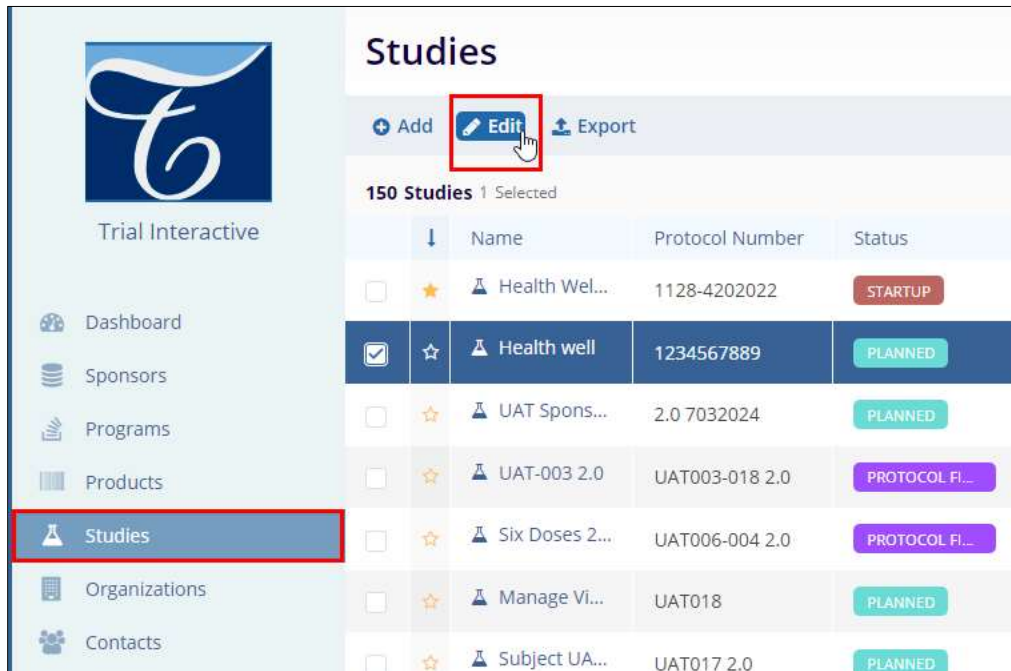 Studies
Add Edit Export
150 Studies 1 Selected
Trial Interactive
Name Protocol Number Status
Health Wel... 1128-4202022 STARTUP
Dashboard
Health well 1234567889 PLANNED
Sponsors
UAT Spons... 2.0 7032024 PLANNED
Programs
Products
UAT-003 2.0 UAT003-018 2.0 PROTOCOL FI...
Studies
Six Doses 2... UAT006-004 2.0 PROTOCOL FI...
Organizations
Manage Vi... UAT018 PLANNED
Contacts
Subject UA... UAT017 2.0 PLANNED